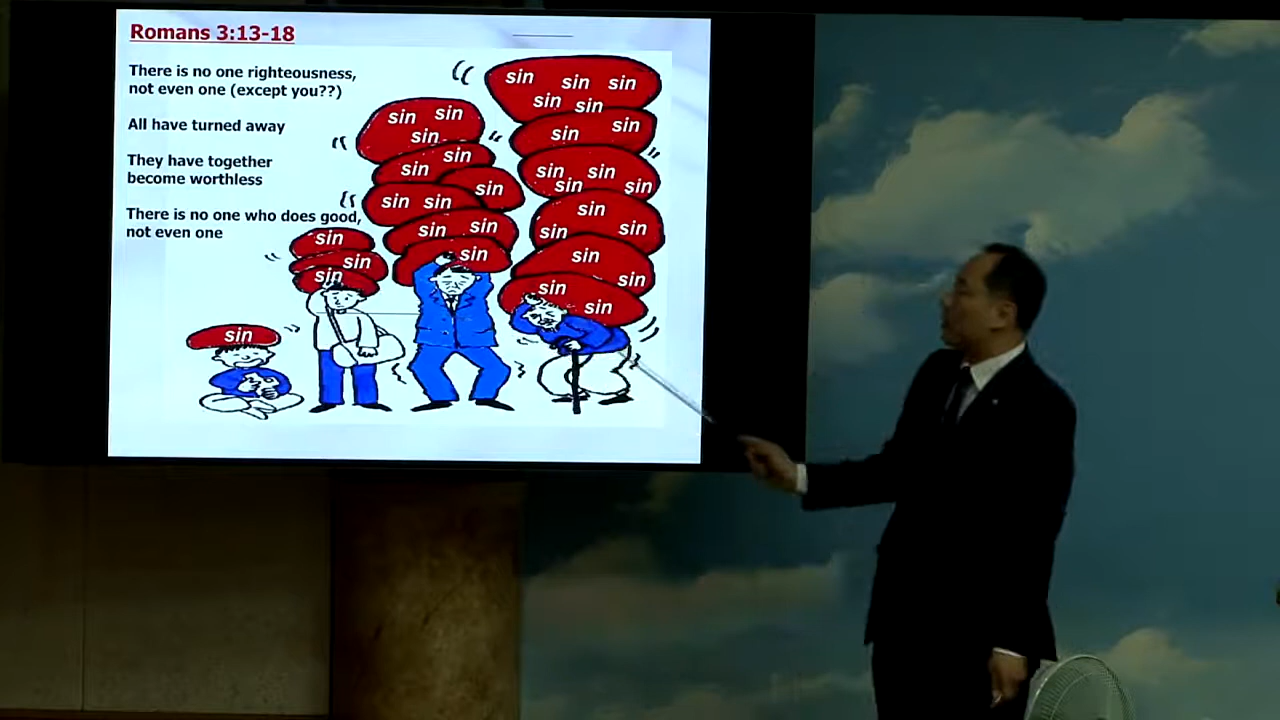 Romans 3:13-18
There is no one righteousness,
not even one (except you??)
All have turned away
They have together
become worthless
There is no one who does good,
not even one
sin
sin
sin
sin
sin sin
sin
sin
sin
sin
sin sin
sin sin
sin
sin sin sin
sin sin
sin
sin
sin sin
sin sin
sin
sin
sin
sin
sin
sin
sin